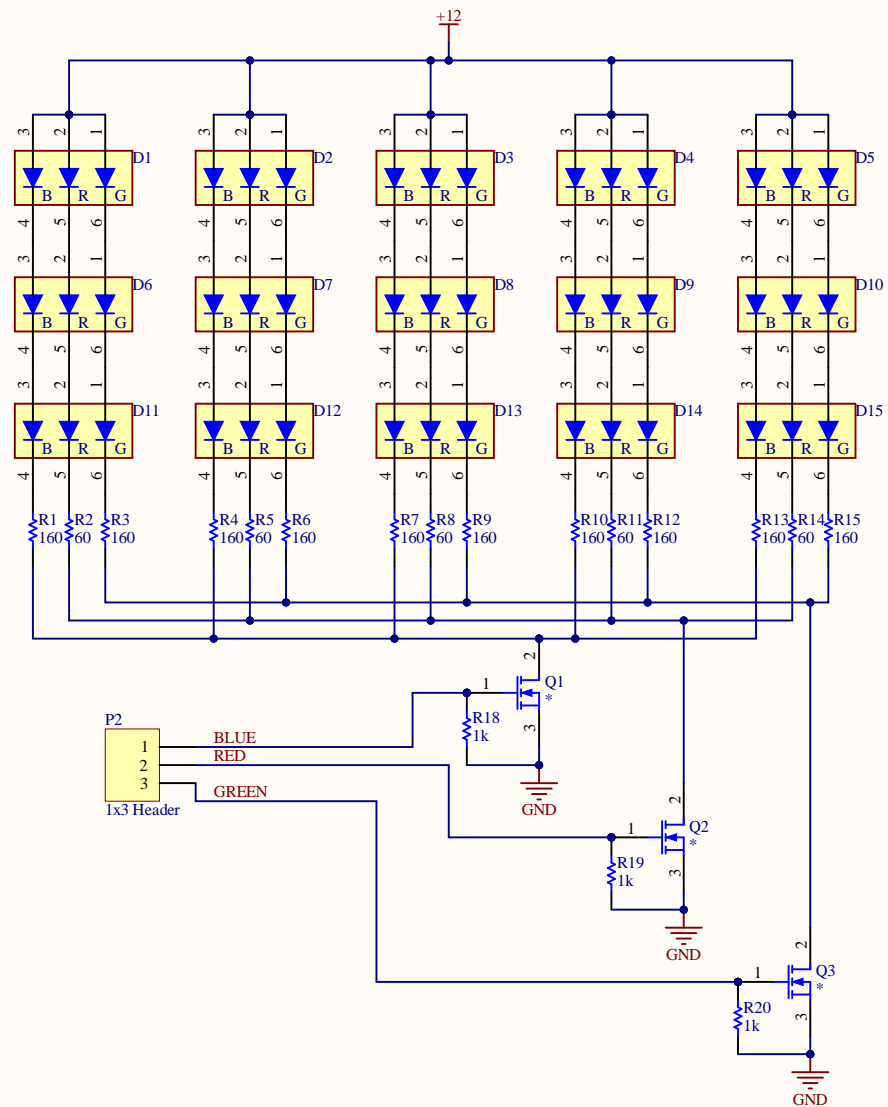 +12
3 2 1 3 2 1 3 2 1 3 2 1 3 2 1
D1 D2 D3 D4 D5
B R G B R G B R G B R G B R G
4 5 6 4 5 6 4 5 6 4 5 6 4 5 6
3 2 1 3 2 1 3 2 1 3 2 1 3 2 1
D6 D7 D8 D9 D10
B R G B R G B R G B R G B R G
4 5 6 4 5 6 4 5 6 4 5 6 4 5 6
3 2 1 3 2 1 3 2 1 3 2 1 3 2 1
D11 D12 D13 D14 D15
B R G B R G B R G B R G B R G
4 5 6 4 5 6 4 5 6 4 5 6 4 5 6
R1 R2 R3 R4 R5 R6 R7 R8 R9 R10 R11 R12 R13 R14 R15
160 60 160 160 60 160 160 60 160 160 60 160 160 60 160
2
1 Q1
*
R18
1k
3
GND
P2
1 BLUE
2 RED
3 GREEN
1x3 Header
2
1 Q2
*
R19
1k
3
GND
2
1 Q3
*
R20
1k
3
GND